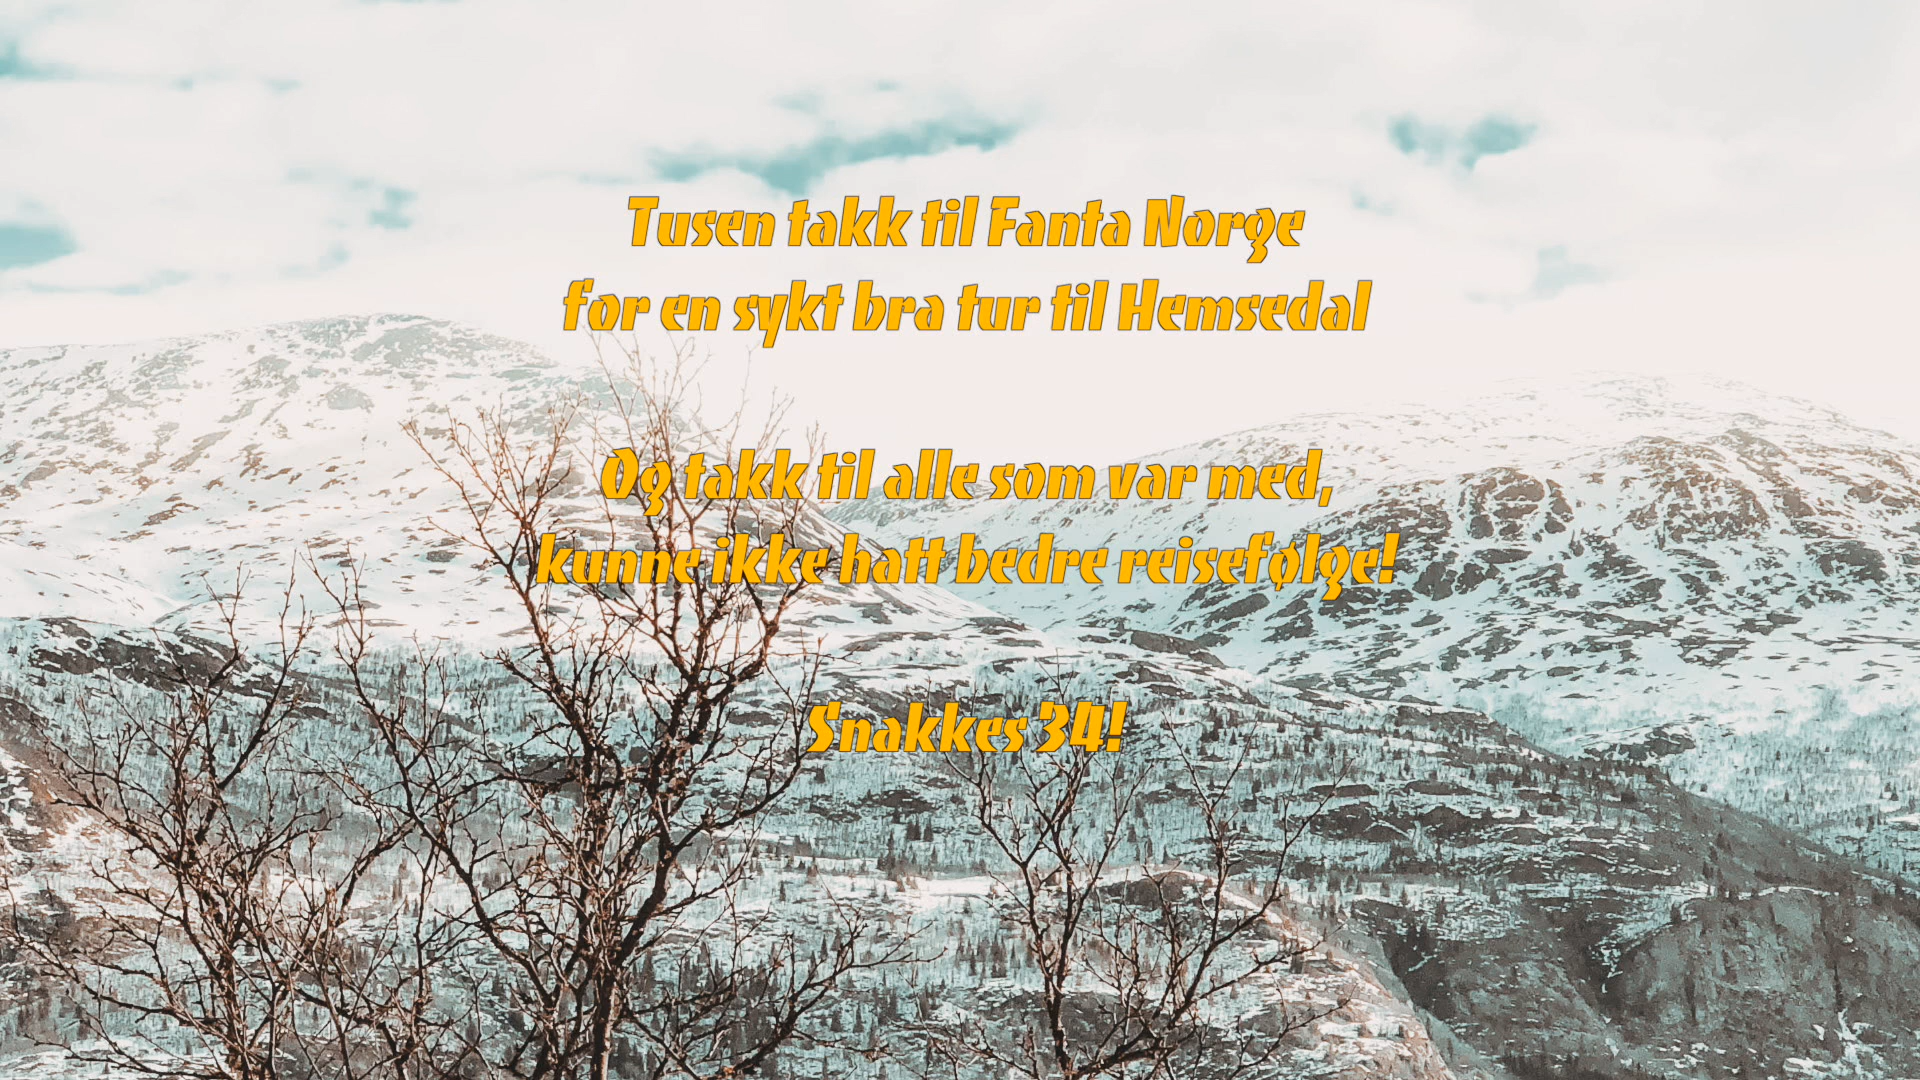 Tusen takk til Fanta Norge
for en sykt bra tur til Hemsedal
Og takk til alle som var med,
kunne ikke hatt bedre reisefølge!
Snakkes 34!